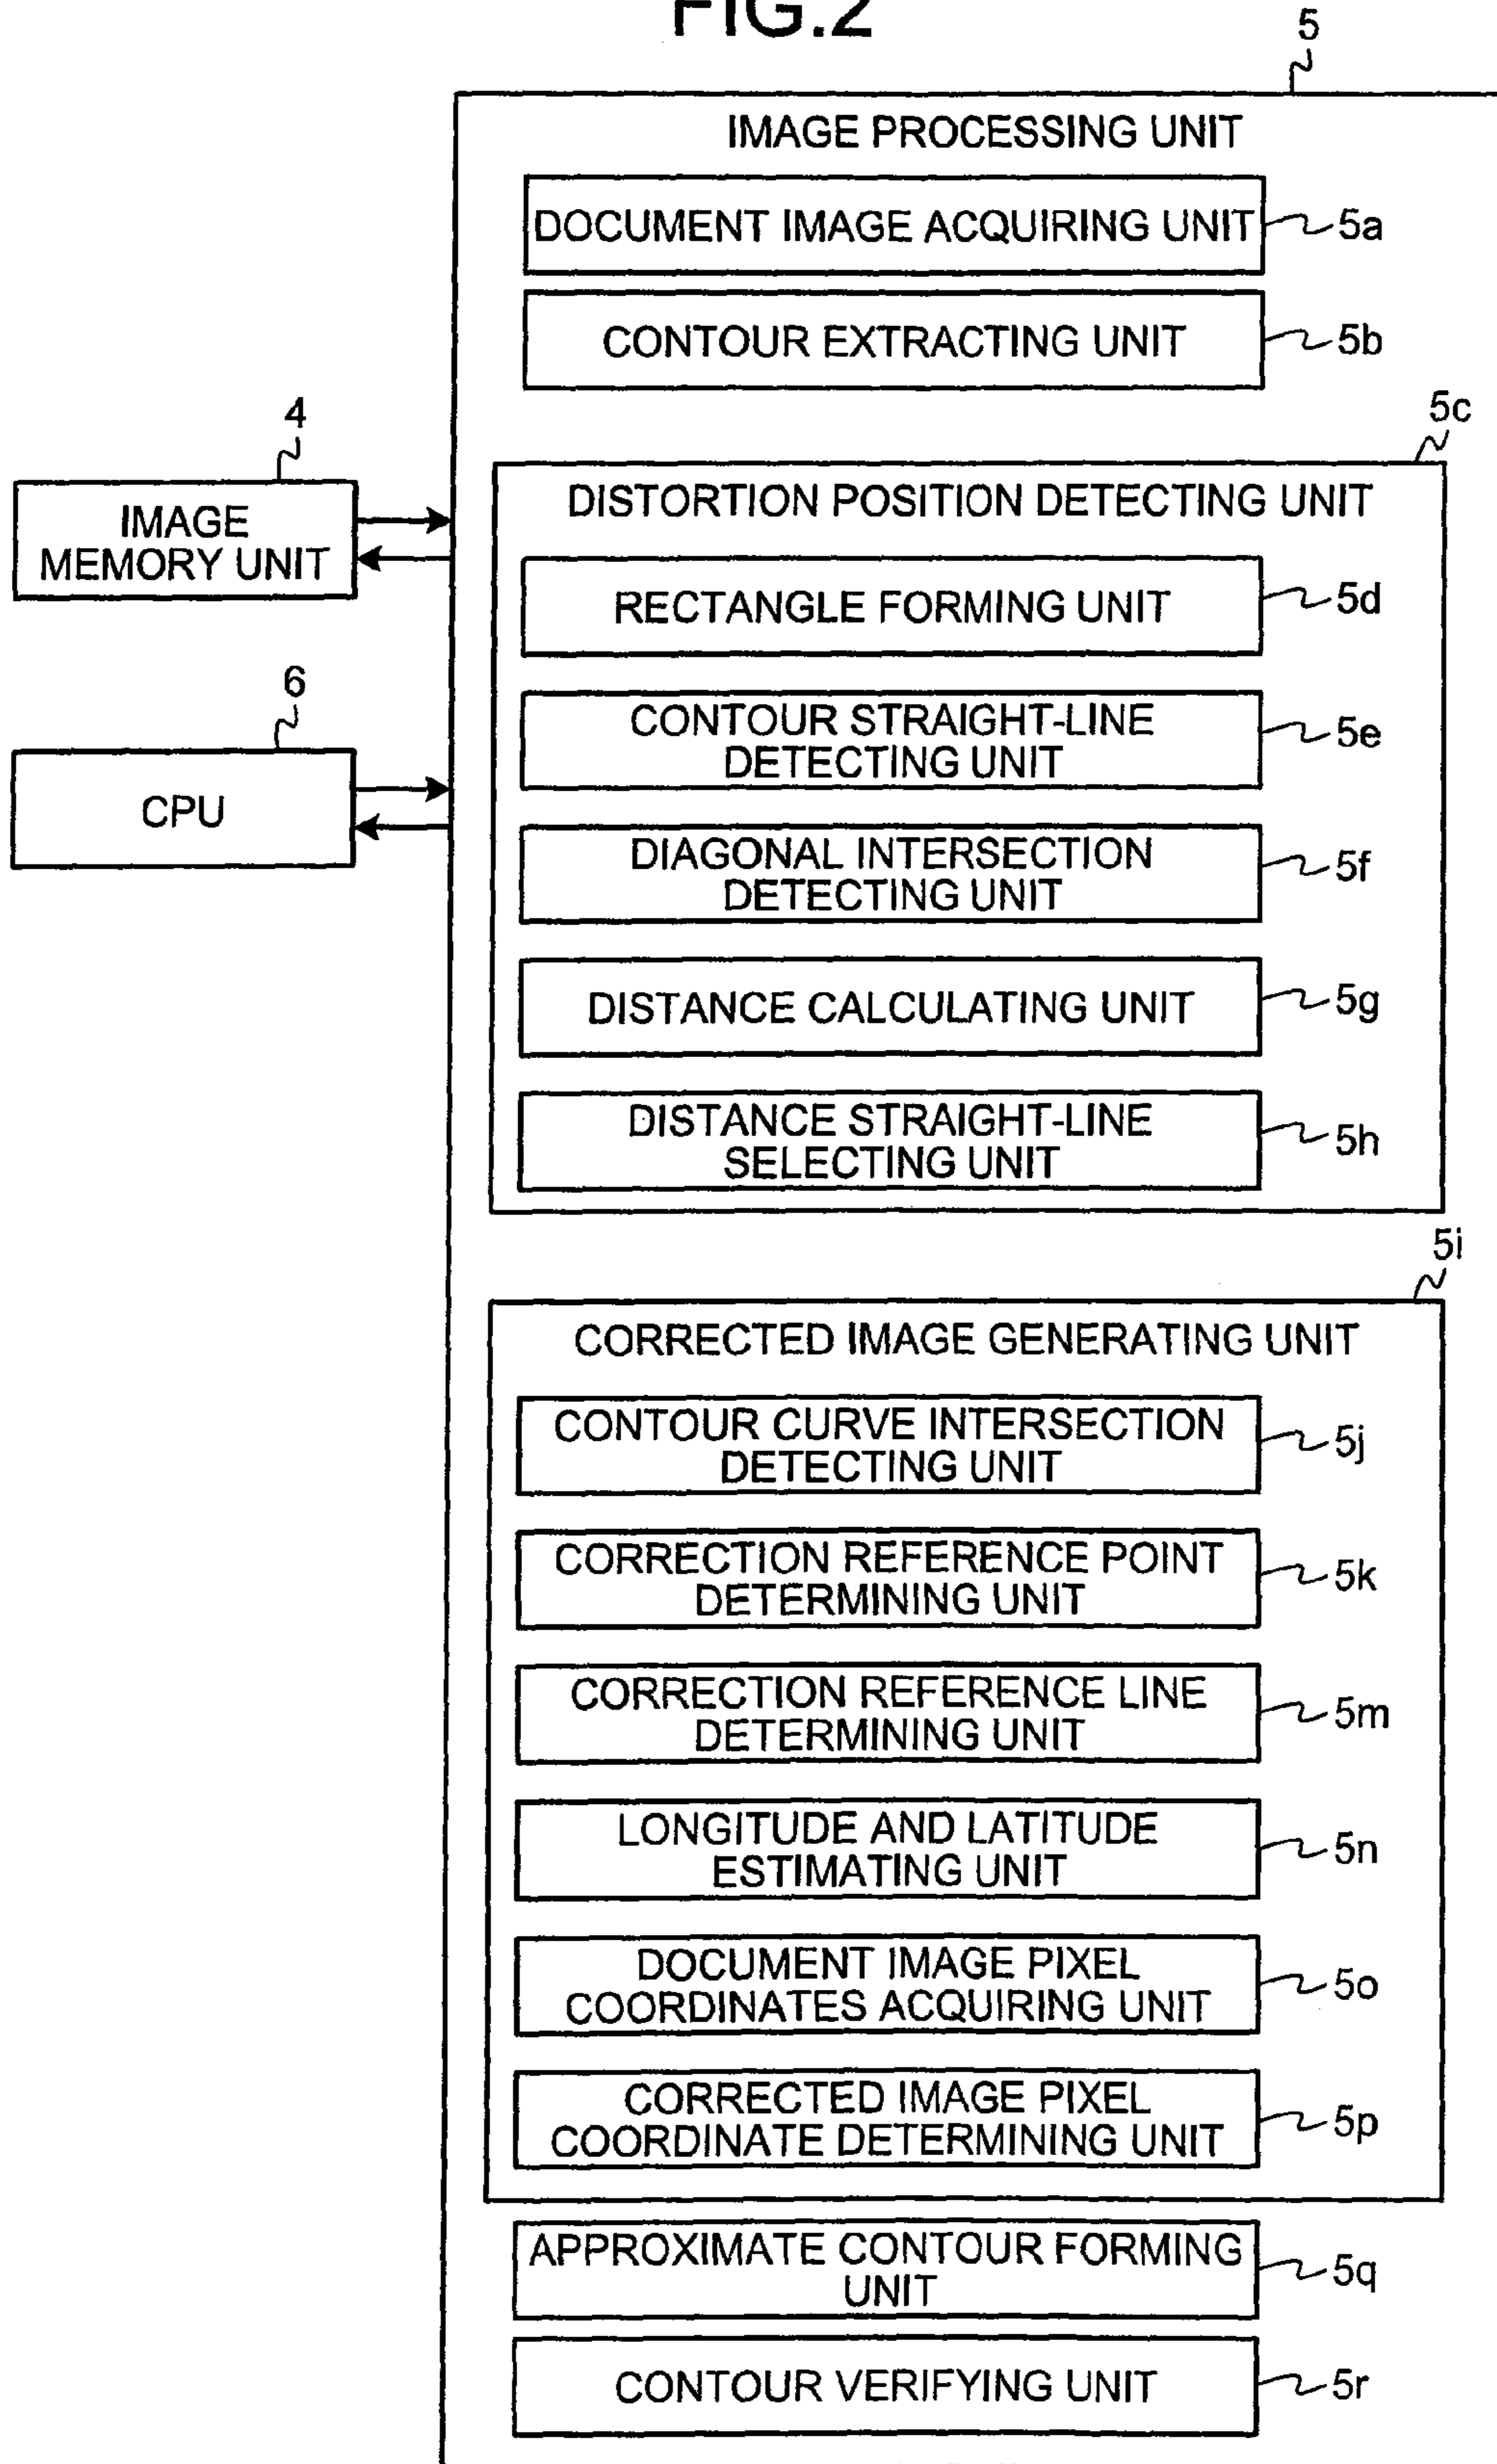 FIG.2
5
IMAGE PROCESSING UNIT
DOCUMENT IMAGE ACQUIRING UNIT
5a
CONTOUR EXTRACTING UNIT
5b
4
IMAGE
MEMORY UNIT
6
CPU
5c
DISTORTION POSITION DETECTING UNIT
RECTANGLE FORMING UNIT
5d
CONTOUR STRAIGHT-LINE
DETECTING UNIT
5e
DIAGONAL INTERSECTION
DETECTING UNIT
5f
DISTANCE CALCULATING UNIT
5g
DISTANCE STRAIGHT-LINE
SELECTING UNIT
5h
5i
CORRECTED IMAGE GENERATING UNIT
CONTOUR CURVE INTERSECTION
DETECTING UNIT
5j
CORRECTION REFERENCE POINT
DETERMINING UNIT
5k
CORRECTION REFERENCE LINE
DETERMINING UNIT
5m
LONGITUDE AND LATITUDE
ESTIMATING UNIT
5n
DOCUMENT IMAGE PIXEL
COORDINATES ACQUIRING UNIT
5o
CORRECTED IMAGE PIXEL
COORDINATE DETERMINING UNIT
5p
APPROXIMATE CONTOUR FORMING
UNIT
5q
CONTOUR VERIFYING UNIT
5r